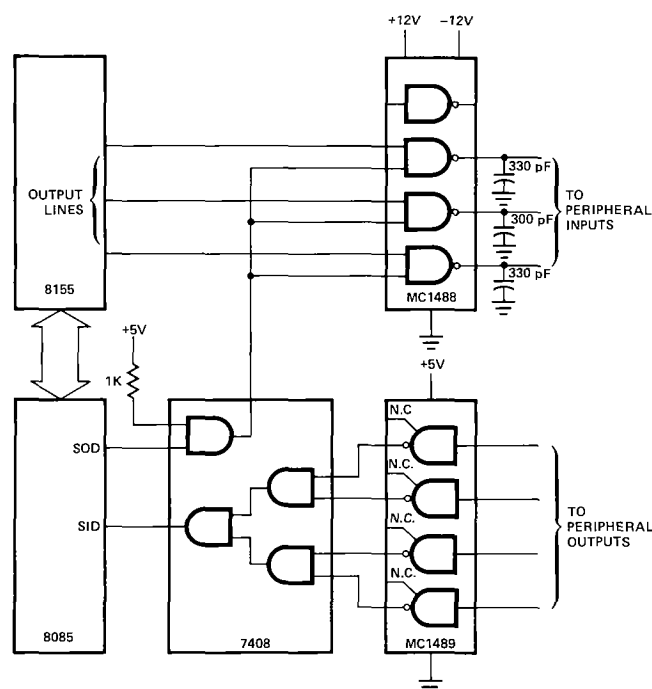 +12V
−12V
330 pF
OUTPUT
LINES
300 pF
TO
PERIPHERAL
INPUTS
330 pF
8155
MC1488
+5V
+5V
1K
N.C
SOD
N.C.
SID
N.C.
TO
PERIPHERAL
OUTPUTS
N.C.
8085
7408
MC1489